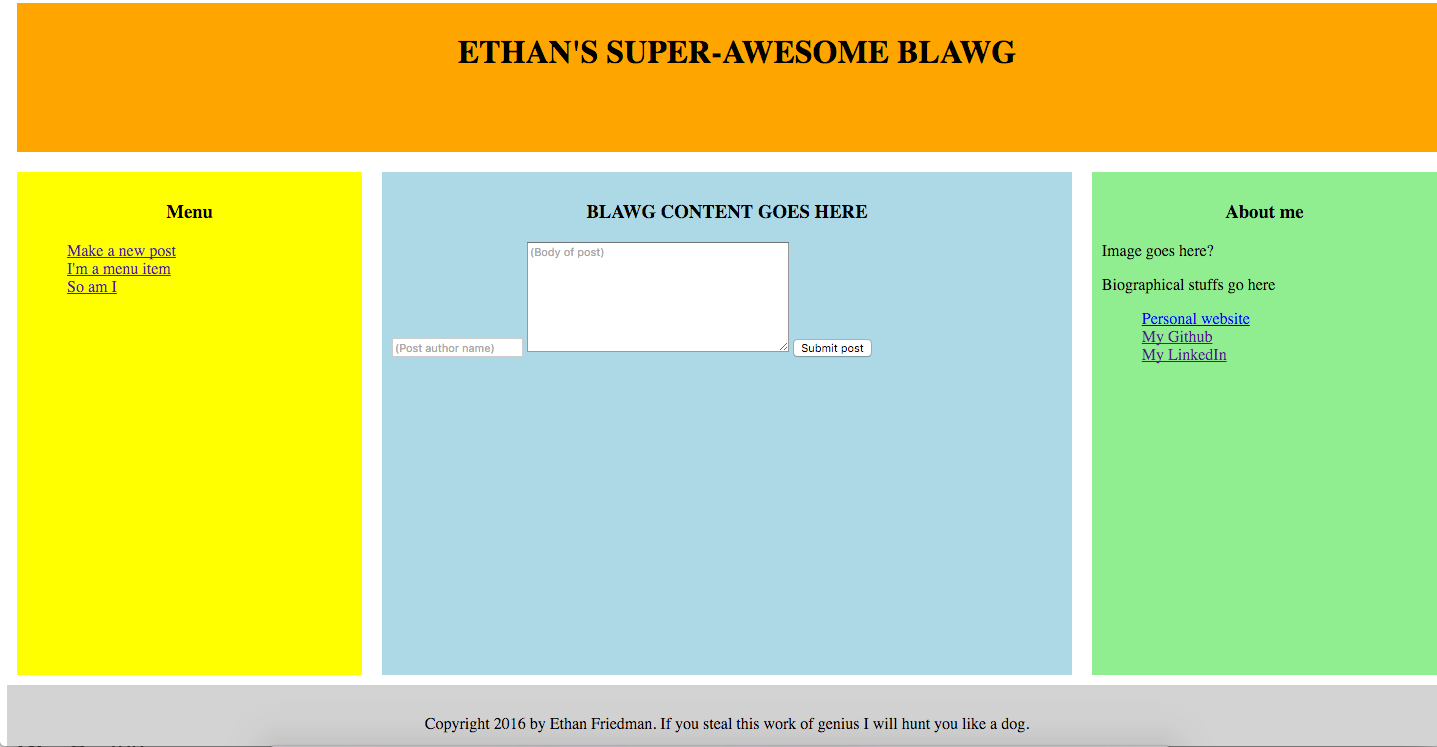 ETHAN'S SUPER-AWESOME BLAWG
Menu
Make a new post
I'm a menu item
So am I
BLAWG CONTENT GOES HERE
(Body of post)
(Post author name)
Submit post
About me
Image goes here?
Biographical stuffs go here
Personal website
My Github
My LinkedIn
Copyright 2016 by Ethan Friedman. If you steal this work of genius I will hunt you like a dog.